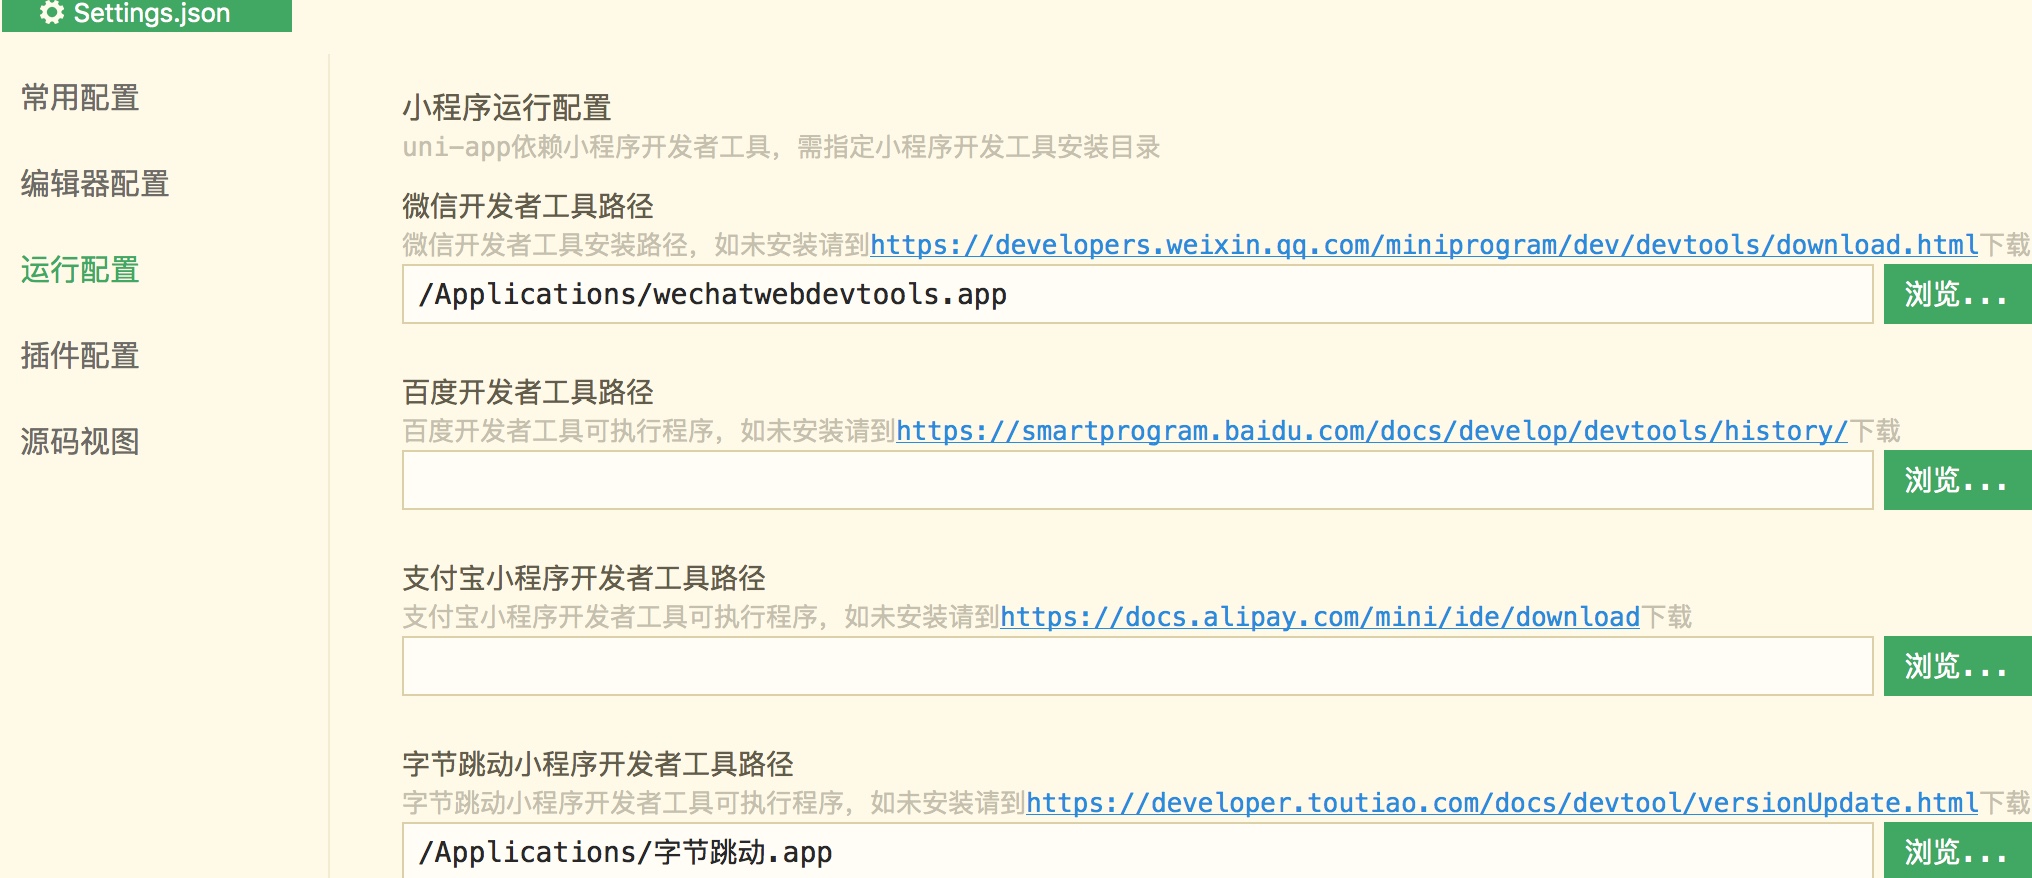 Settings.json
常用配置
编辑器配置
运行配置
插件配置
源码视图
小程序运行配置
uni-app依赖小程序开发者工具，需指定小程序开发工具安装目录
微信开发者工具路径
微信开发者工具安装路径，如未安装请到https://developers.weixin.qq.com/miniprogram/dev/devtools/download.html下载
/Applications/wechatwebdevtools.app
浏览...
百度开发者工具路径
百度开发者工具可执行程序，如未安装请到https://smartprogram.baidu.com/docs/develop/devtools/history/下载
浏览...
支付宝小程序开发者工具路径
支付宝小程序开发者工具可执行程序，如未安装请到https://docs.alipay.com/mini/ide/download下载
浏览...
字节跳动小程序开发者工具路径
字节跳动小程序开发者工具可执行程序，如未安装请到https://developer.toutiao.com/docs/devtool/versionUpdate.html下载
/Applications/字节跳动.app
浏览...